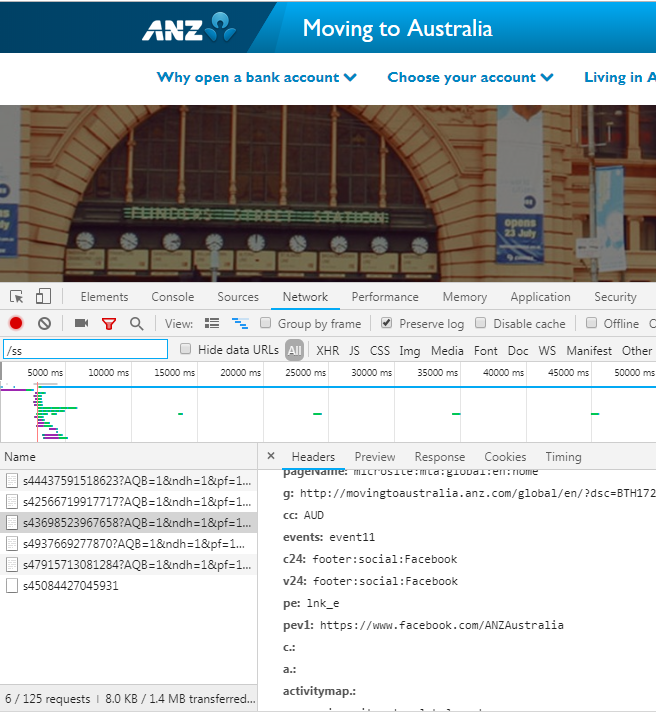 ANZ Moving to Australia
Why open a bank account Choose your account Living in A
FLINDERS STREET STATION
opens
23 July
Elements Console Sources Network Performance Memory Application Security
View: Group by frame Preserve log Disable cache Offline
/ss Hide data URLs All XHR JS CSS Img Media Font Doc WS Manifest Other
5000 ms 10000 ms 15000 ms 20000 ms 25000 ms 30000 ms 35000 ms 40000 ms 45000 ms 50000 ms
Name × Headers Preview Response Cookies Timing
s44437591518623?AQB=1&ndh=1&pf=1...
s42566719917717?AQB=1&ndh=1&pf=1...
s43698523967658?AQB=1&ndh=1&pf=1...
s4937669277870?AQB=1&ndh=1&pf=1...
s47915713081284?AQB=1&ndh=1&pf=1...
s45084427045931
pageName: microsite:mta:global:en:home
g: http://movingtoaustralia.anz.com/global/en/?dsc=BTH172
cc: AUD
events: event11
c24: footer:social:Facebook
v24: footer:social:Facebook
pe: lnk_e
pev1: https://www.facebook.com/ANZAustralia
c.:
a.:
activitymap.:
6 / 125 requests | 8.0 KB / 1.4 MB transferred...